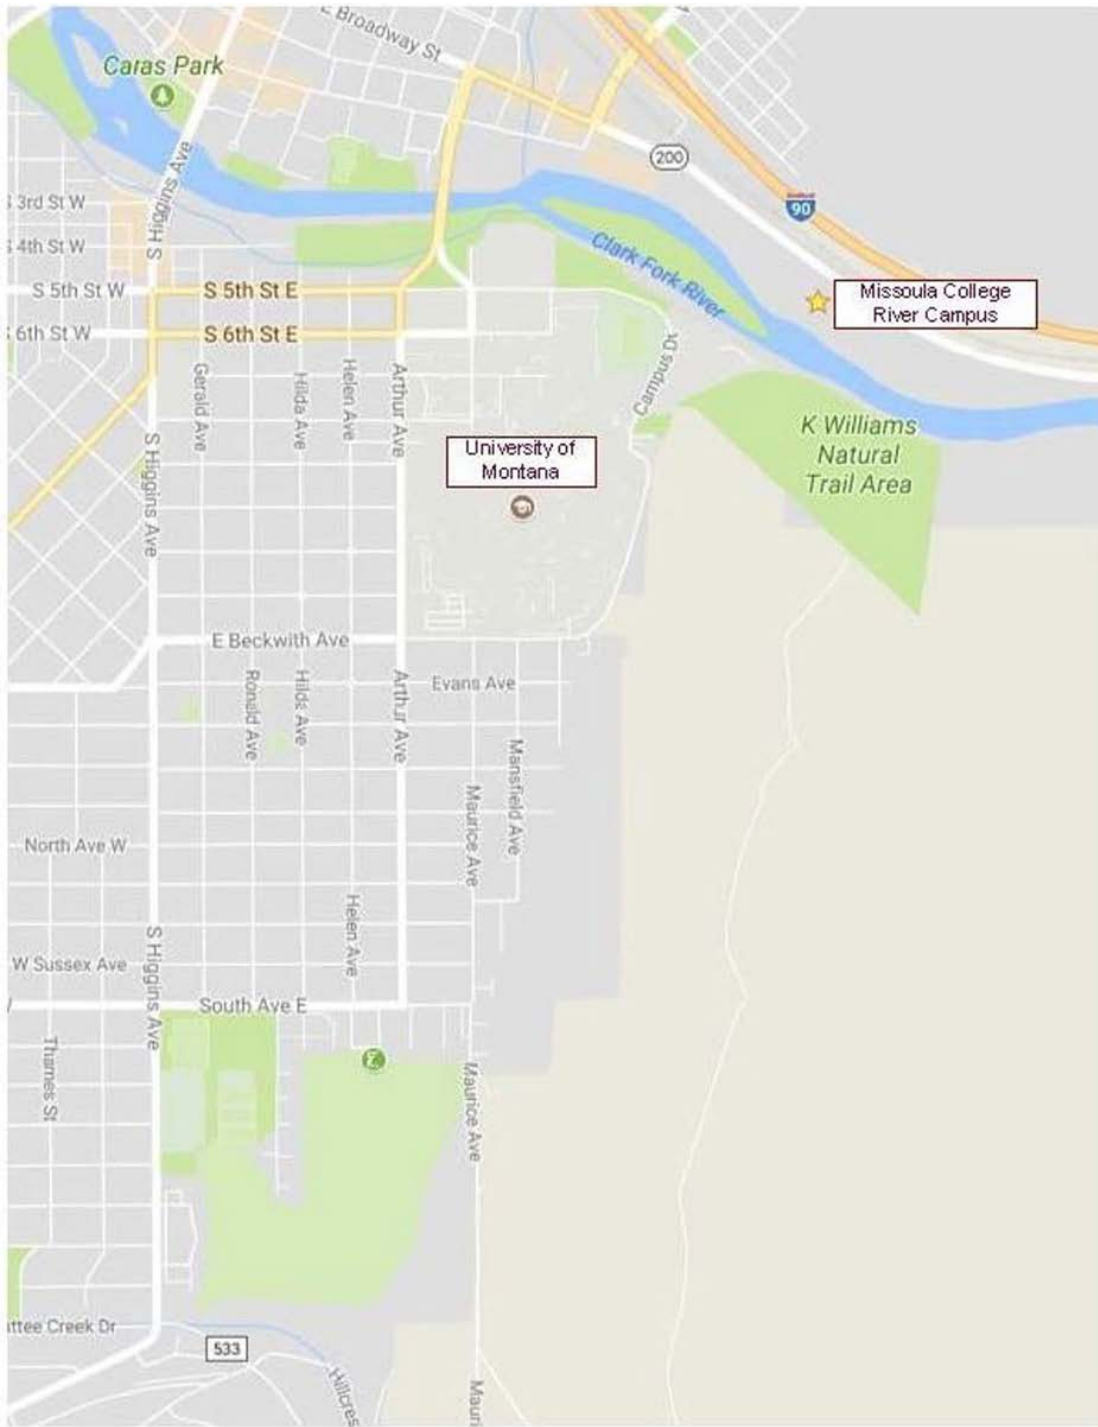 E Broadway St
Caras Park
200
90
S Higgins Ave
S 3rd St W
S 4th St W
Clark Fork River
S 5th St W
S 5th St E
Missoula College
River Campus
S 6th St W
S 6th St E
Gerald Ave
Hilda Ave
Helen Ave
Arthur Ave
Campus Dr
S Higgins Ave
University of
Montana
K Williams
Natural
Trail Area
E Beckwith Ave
Ronald Ave
Hilda Ave
Arthur Ave
Evans Ave
Mansfield Ave
Maurice Ave
North Ave W
Helen Ave
S Higgins Ave
W Sussex Ave
South Ave E
Thames St
Maurice Ave
ttee Creek Dr
533
Hillcres
Mauri